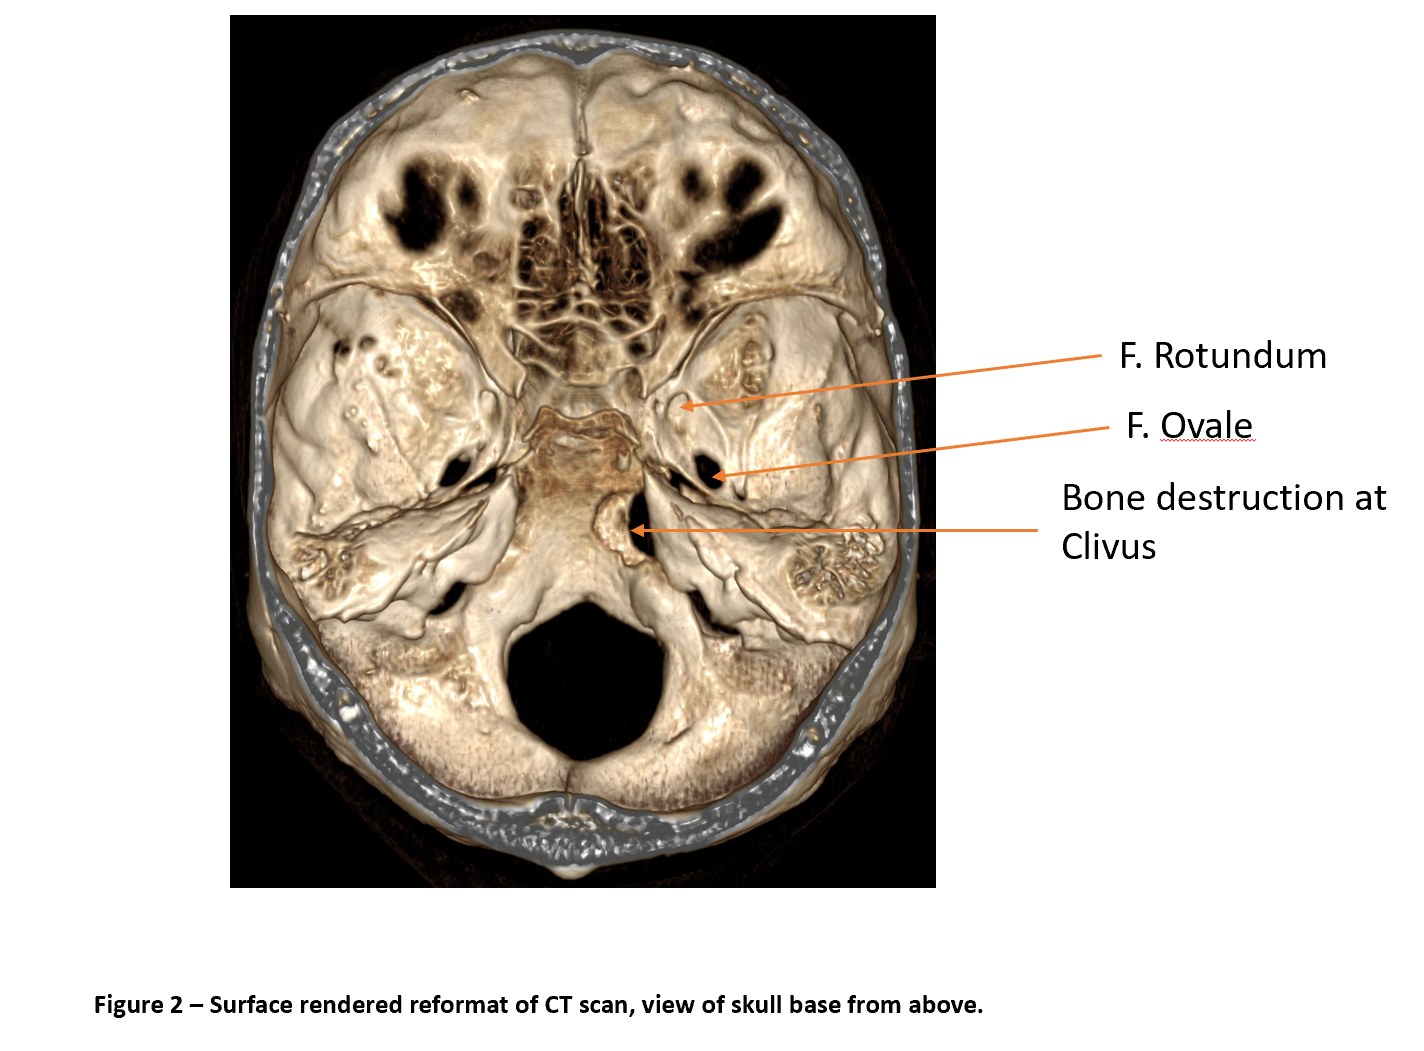 F. Rotundum
F. Ovale
Bone destruction at
Clivus
Figure 2 – Surface rendered reformat of CT scan, view of skull base from above.